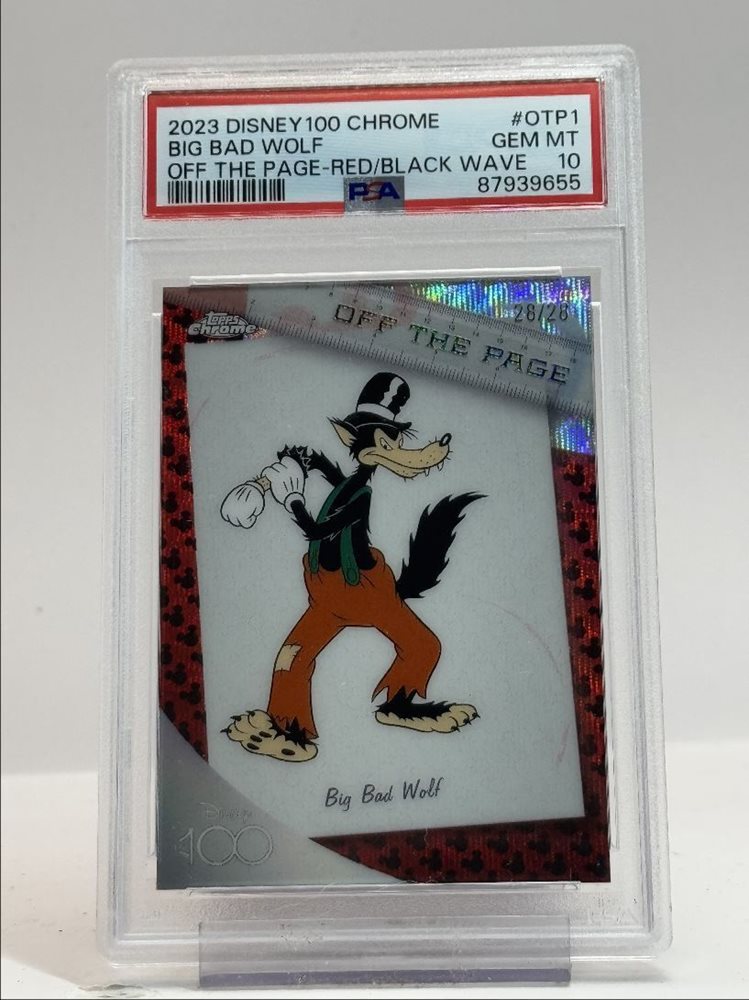 2023 DISNEY100 CHROME #OTP1
BIG BAD WOLF GEM MT
OFF THE PAGE-RED/BLACK WAVE 10
PSA 87939655
28/28
Topps Chrome
OFF THE PAGE
Big Bad Wolf
Disney
100